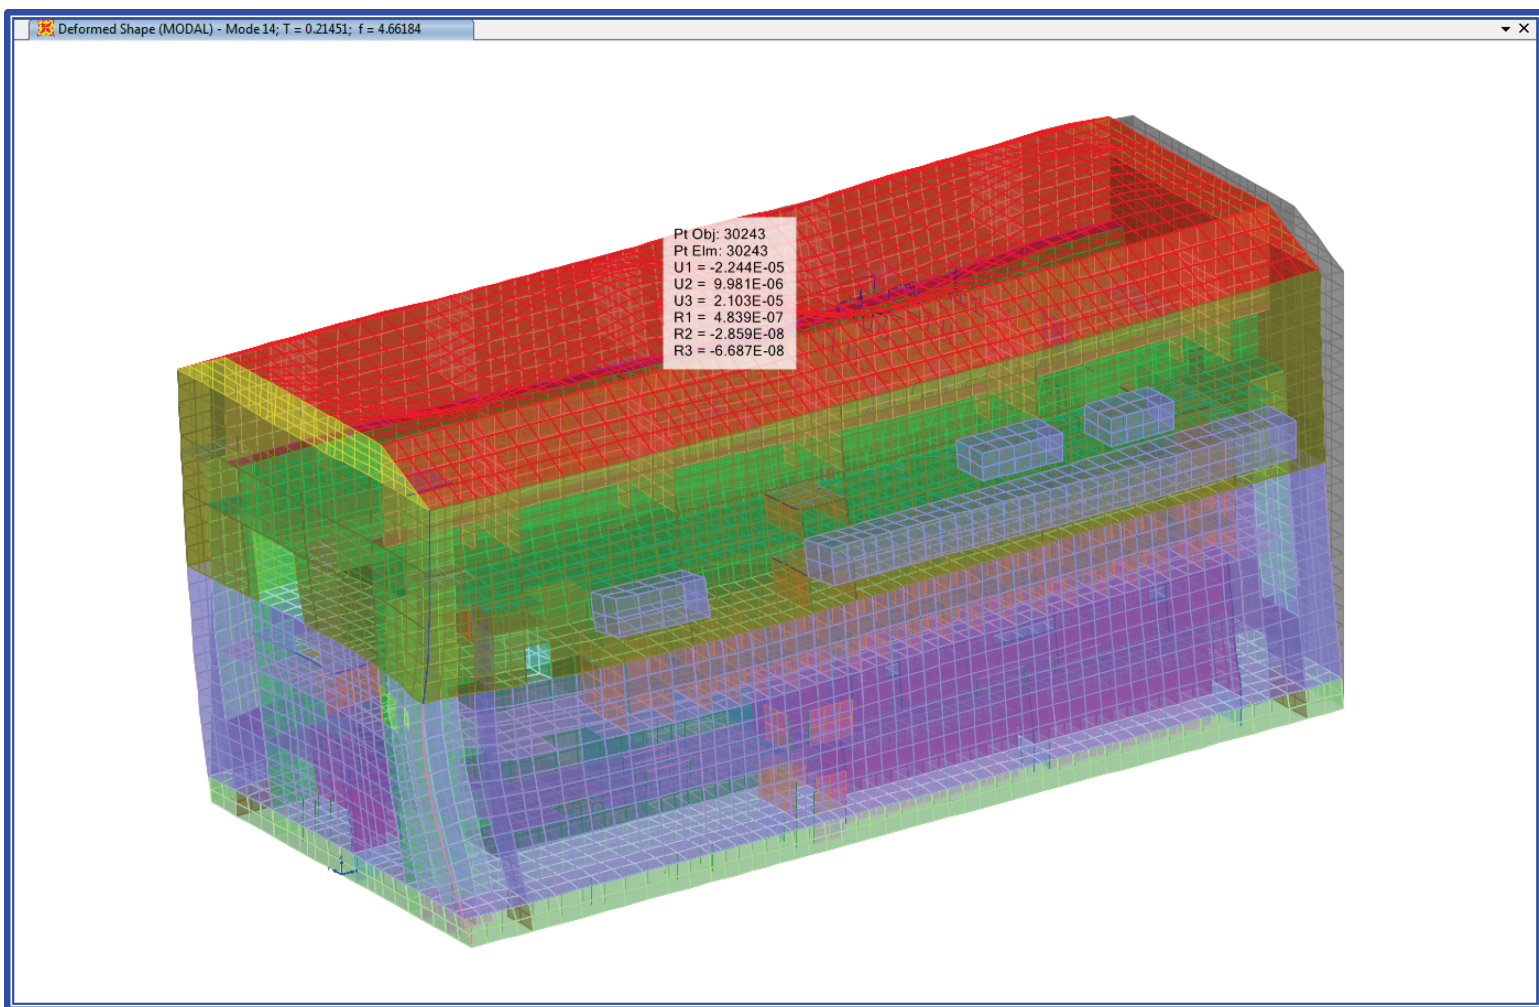 Deformed Shape (MODAL) - Mode 14; T = 0.21451; f = 4.66184
Pt Obj: 30243
Pt Elm: 30243
U1 = -2.244E-05
U2 = 9.981E-06
U3 = 2.103E-05
R1 = 4.839E-07
R2 = -2.859E-08
R3 = -6.687E-08